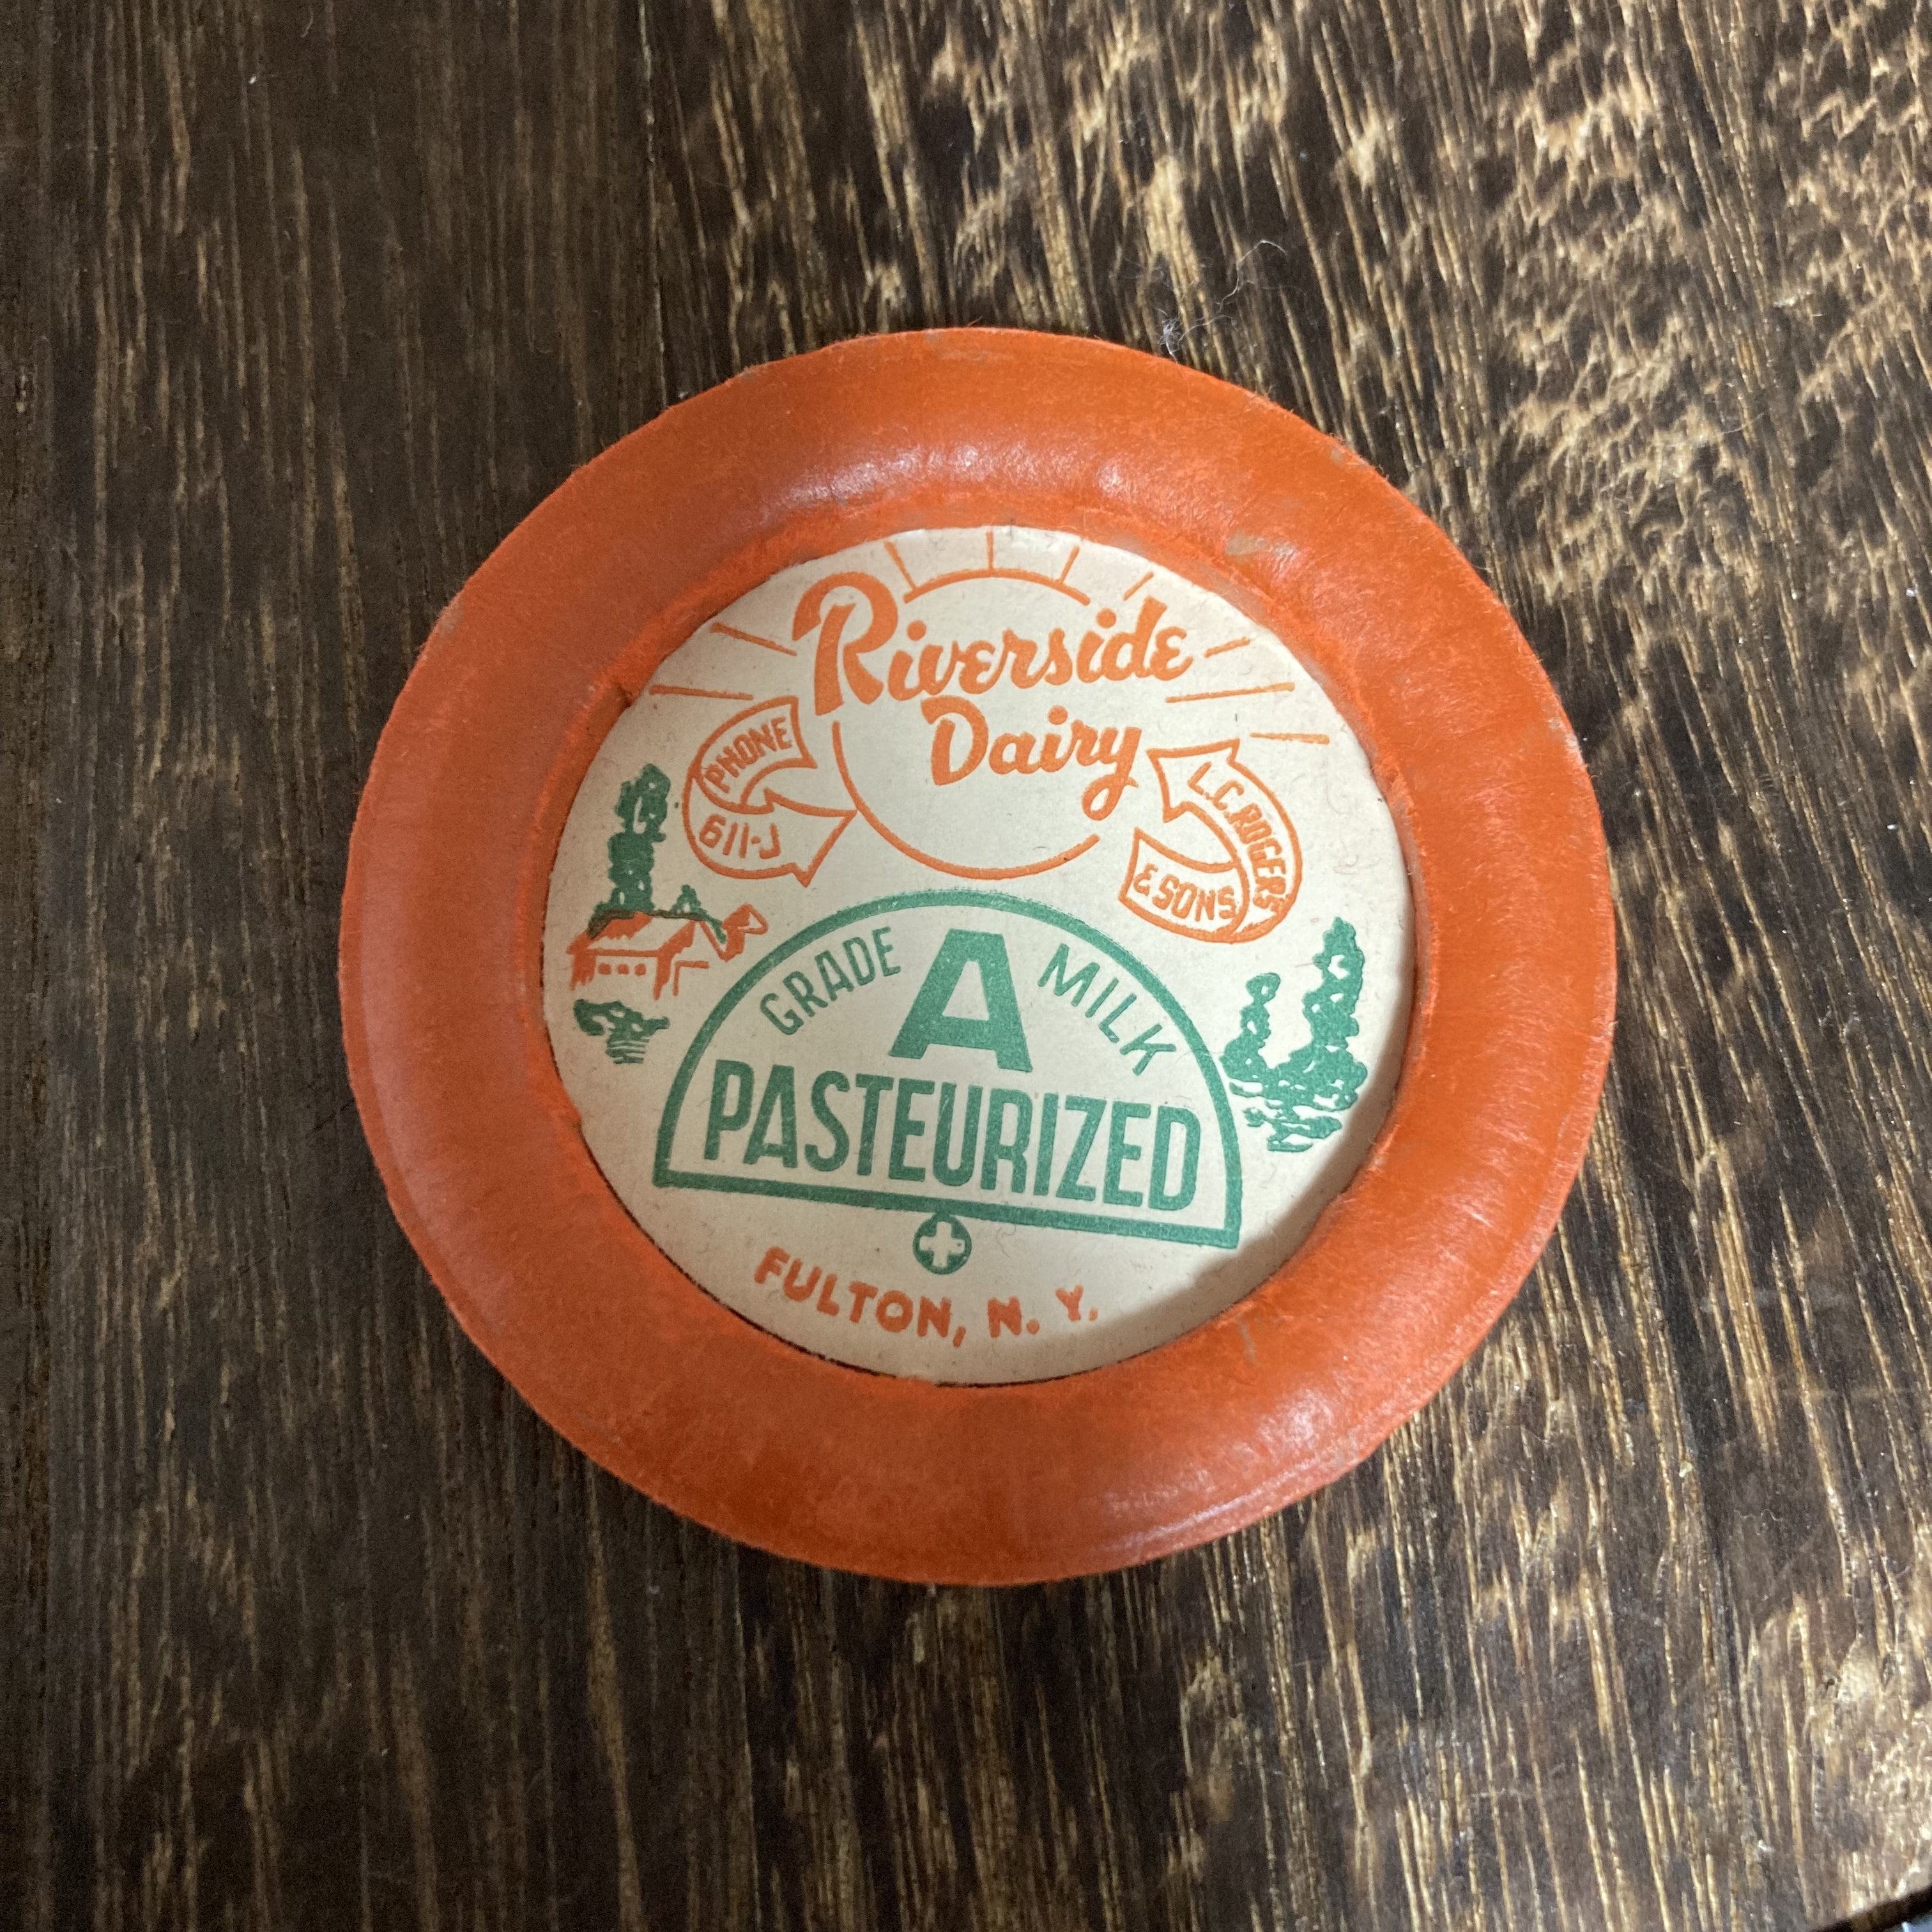 Riverside
Dairy
PHONE
611-J
L.C.ROGERS
& SONS
GRADE A MILK
PASTEURIZED
FULTON, N. Y.